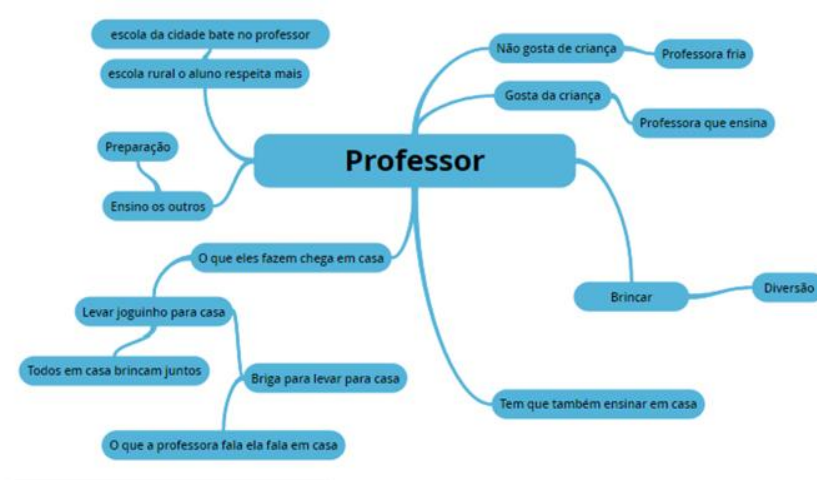 escola da cidade bate no professor
escola rural o aluno respeita mais
Não gosta de criança
Professora fria
Gosta da criança
Professora que ensina
Preparação
Professor
Ensino os outros
O que eles fazem chega em casa
Brincar
Diversão
Levar joguinho para casa
Todos em casa brincam juntos
Briga para levar para casa
Tem que também ensinar em casa
O que a professora fala ela fala em casa